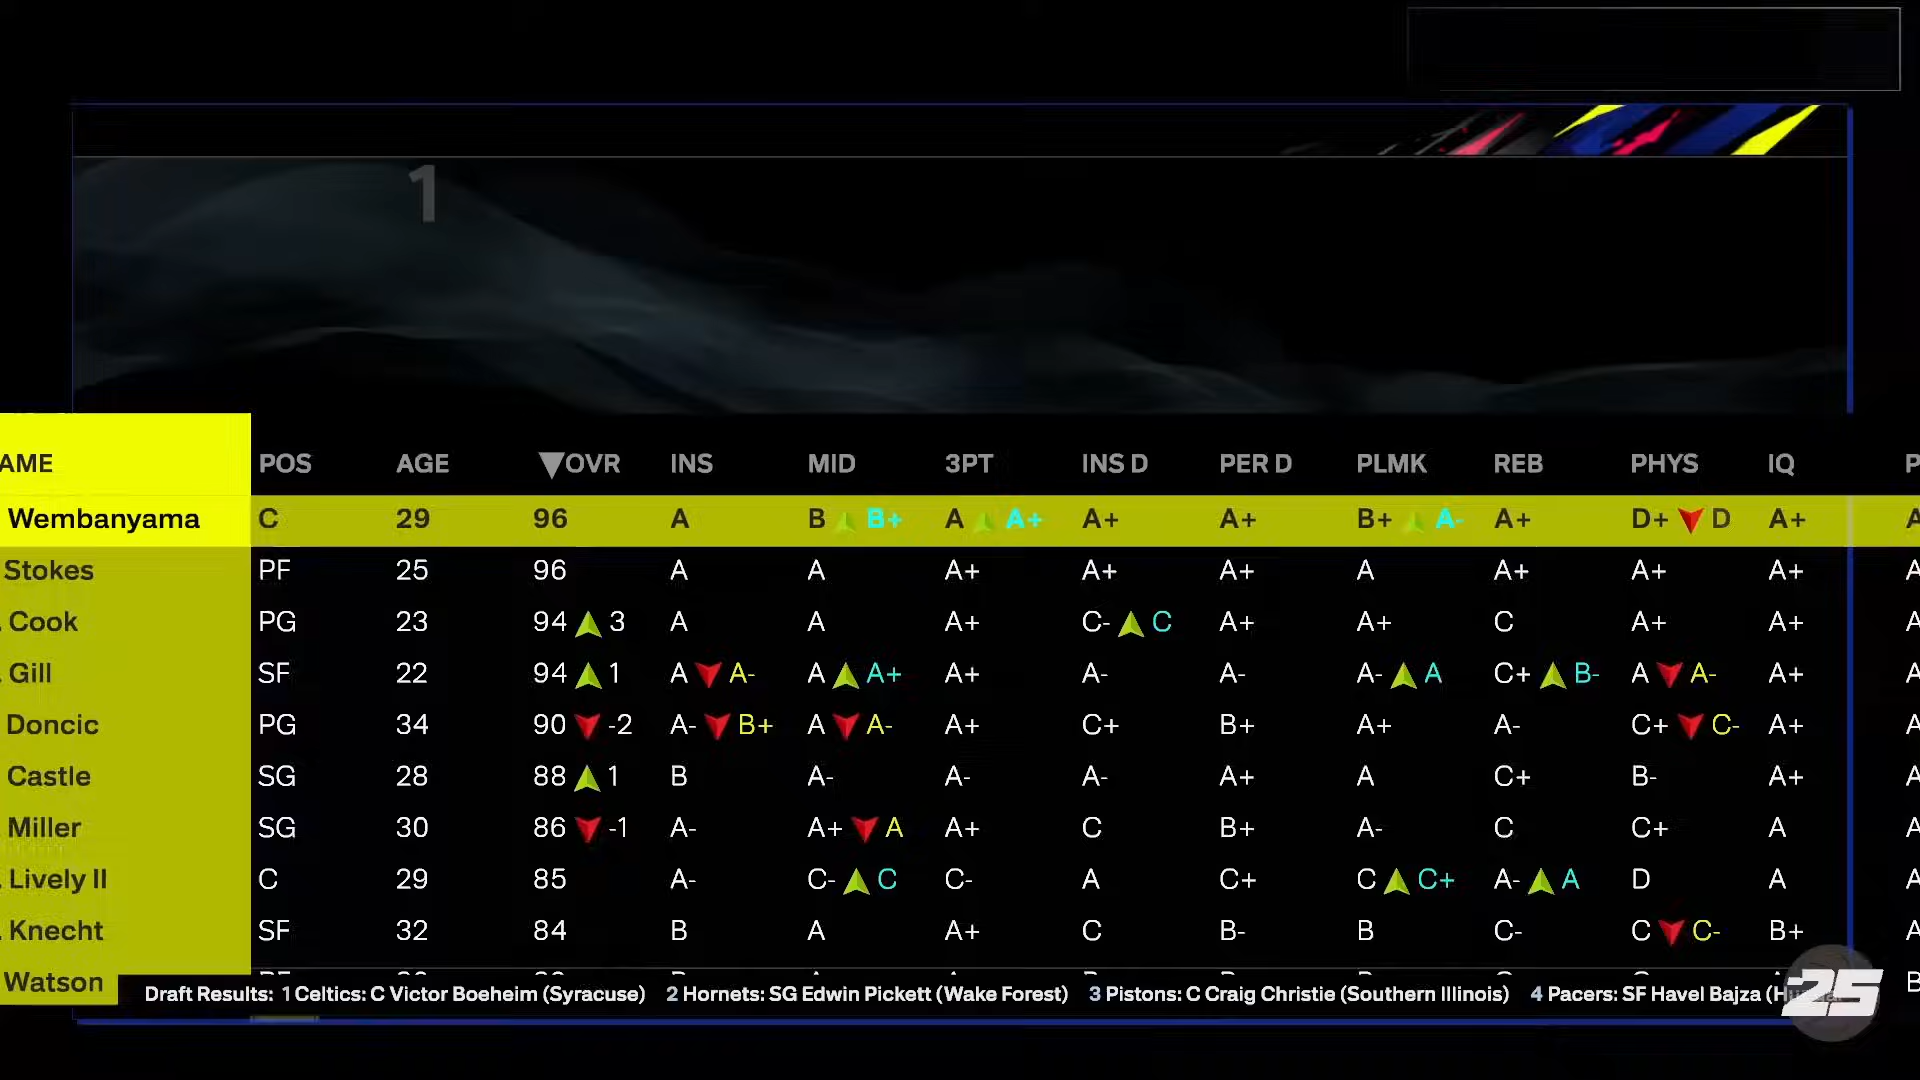 1
AME POS AGE OVR INS MID 3PT INS D PER D PLMK REB PHYS IQ
Wembanyama C 29 96 A B B+ A A+ A+ A+ B+ A- A+ D+ D A+ A
Stokes PF 25 96 A A A+ A+ A+ A A+ A+ A+ A
. Cook PG 23 94 3 A A A+ C- C A+ A+ C A+ A+ A
. Gill SF 22 94 1 A A- A A+ A+ A- A- A- A C+ B- A A- A+ A
Doncic PG 34 90 -2 A- B+ A A- A+ C+ B+ A+ A- C+ C- A+ A
Castle SG 28 88 1 B A- A- A- A+ A C+ B- A+ A
. Miller SG 30 86 -1 A- A+ A A+ C B+ A- C C+ A A
. Lively II C 29 85 A- C- C C- A C+ C C+ A- A D A A
. Knecht SF 32 84 B A A+ C B- B C- C C- B+ A
Watson
Draft Results: 1 Celtics: C Victor Boeheim (Syracuse) 2 Hornets: SG Edwin Pickett (Wake Forest) 3 Pistons: C Craig Christie (Southern Illinois) 4 Pacers: SF Havel Bajza
25